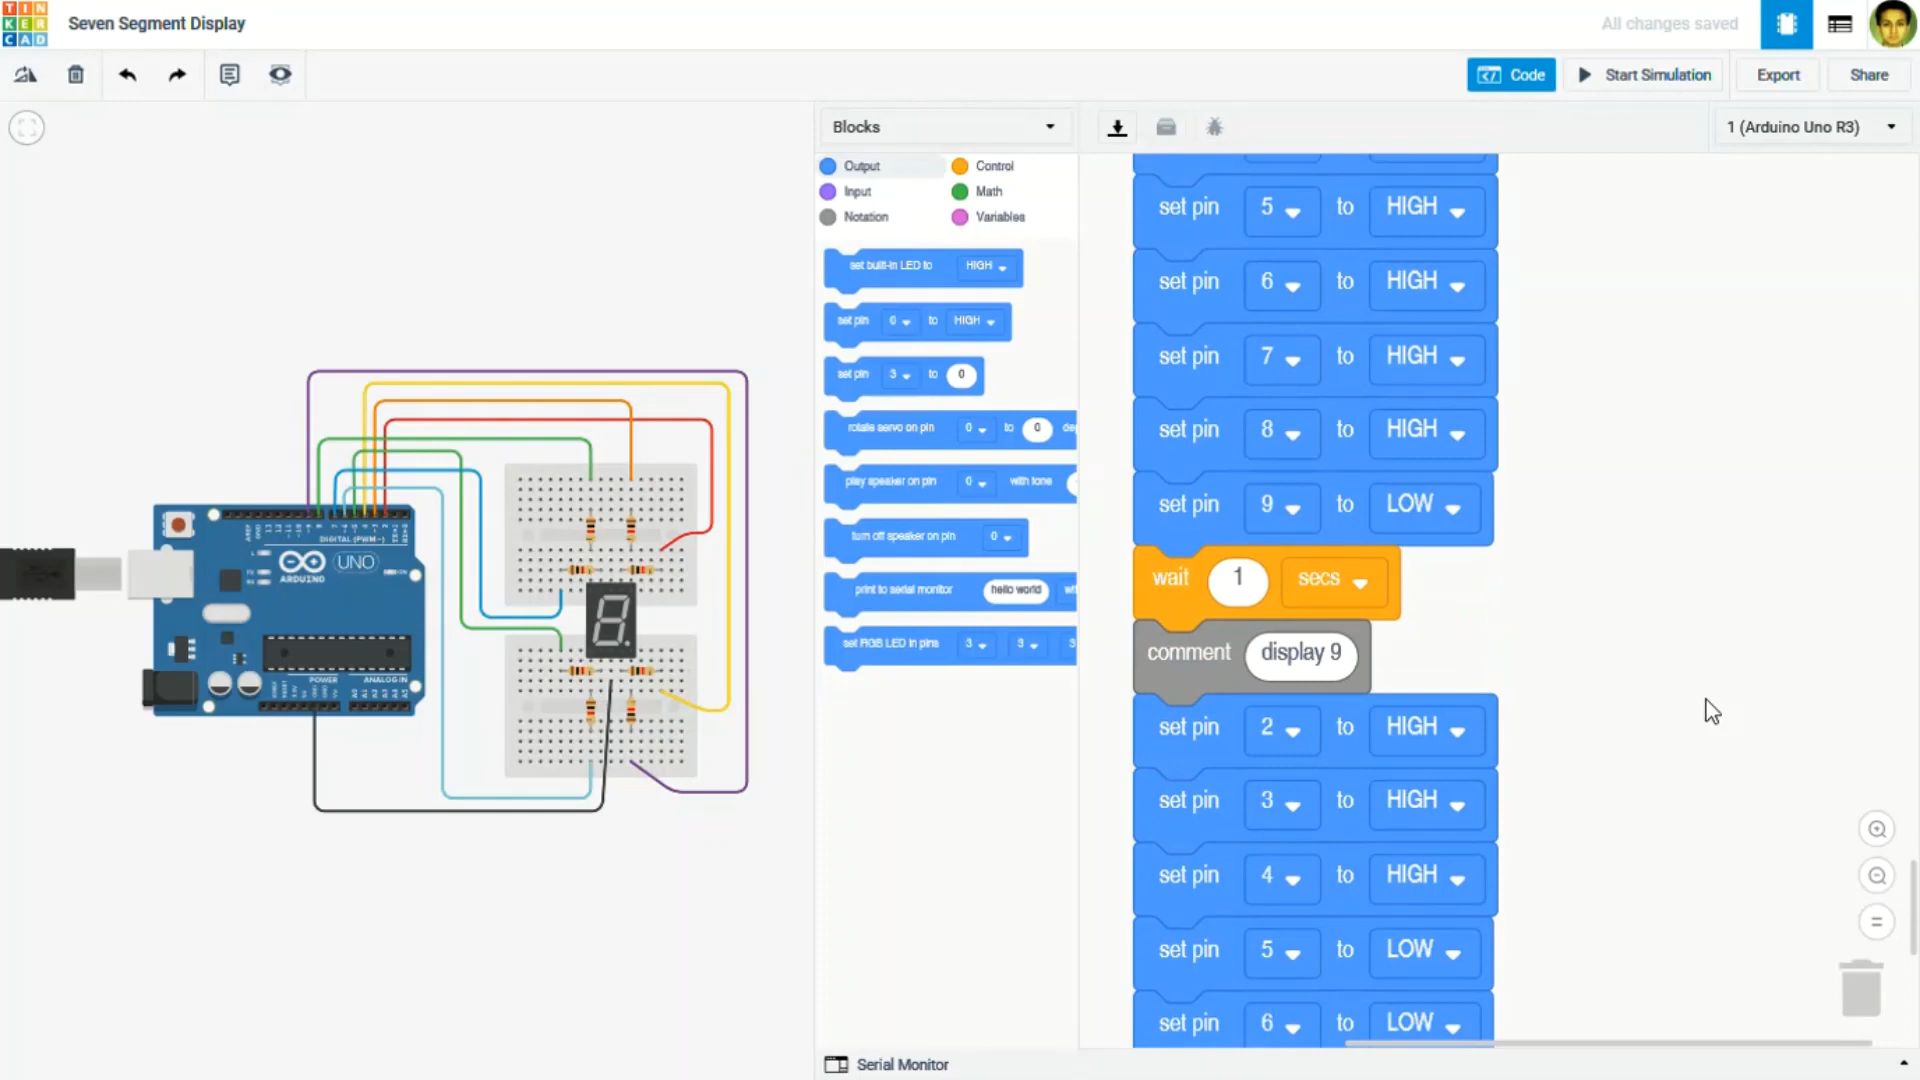 TIN
KER
CAD
Seven Segment Display
All changes saved
Code
Start Simulation
Export
Share
Blocks
1 (Arduino Uno R3)
Output
Control
Input
Math
Notation
Variables
set built-in LED to HIGH
set pin 0 to HIGH
set pin 3 to 0
rotate servo on pin 0 to 0 deg
play speaker on pin 0 with tone
turn off speaker on pin 0
print to serial monitor hello world wi
set RGB LED in pins 3 3 3
set pin 5 to HIGH
set pin 6 to HIGH
set pin 7 to HIGH
set pin 8 to HIGH
set pin 9 to LOW
wait 1 secs
comment display 9
set pin 2 to HIGH
set pin 3 to HIGH
set pin 4 to HIGH
set pin 5 to LOW
set pin 6 to LOW
DIGITAL (PWM~)
UNO
ARDUINO
POWER
ANALOG IN
Serial Monitor